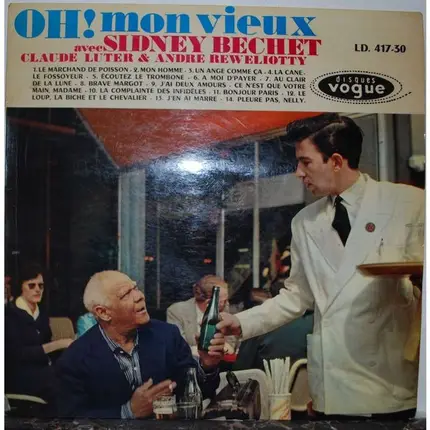 OH! mon vieux
avec SIDNEY BECHET
CLAUDE LUTER & ANDRE REWELIOTTY
LD. 417-30
disques
vogue
1. LE MARCHAND DE POISSON - 2. MON HOMME - 3. UN ANGE COMME ÇA - 4. LA CANE-
LE FOSSOYEUR - 5. ÉCOUTEZ LE TROMBONE - 6. A MOI D'PAYER - 7. AU CLAIR
DE LA LUNE - 8. BRAVE MARGOT - 9. J'AI DEUX AMOURS - CE N'EST QUE VOTRE
MAIN, MADAME - 10. LA COMPLAINTE DES INFIDÈLES - 11. BONJOUR PARIS - 12. LE
LOUP, LA BICHE ET LE CHEVALIER - 13. J'EN AI MARRE - 14. PLEURE PAS, NELLY.